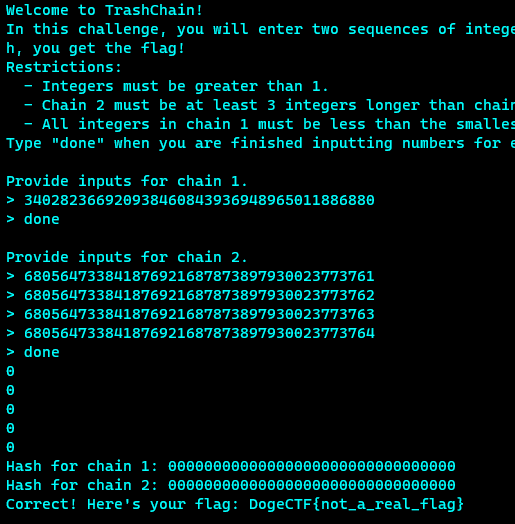 Welcome to TrashChain!
In this challenge, you will enter two sequences of intege
h, you get the flag!
Restrictions:
- Integers must be greater than 1.
- Chain 2 must be at least 3 integers longer than chain
- All integers in chain 1 must be less than the smalles
Type "done" when you are finished inputting numbers for e
Provide inputs for chain 1.
> 340282366920938460843936948965011886880
> done
Provide inputs for chain 2.
> 680564733841876921687873897930023773761
> 680564733841876921687873897930023773762
> 680564733841876921687873897930023773763
> 680564733841876921687873897930023773764
> done
0
0
0
0
0
Hash for chain 1: 00000000000000000000000000000000
Hash for chain 2: 00000000000000000000000000000000
Correct! Here's your flag: DogeCTF{not_a_real_flag}